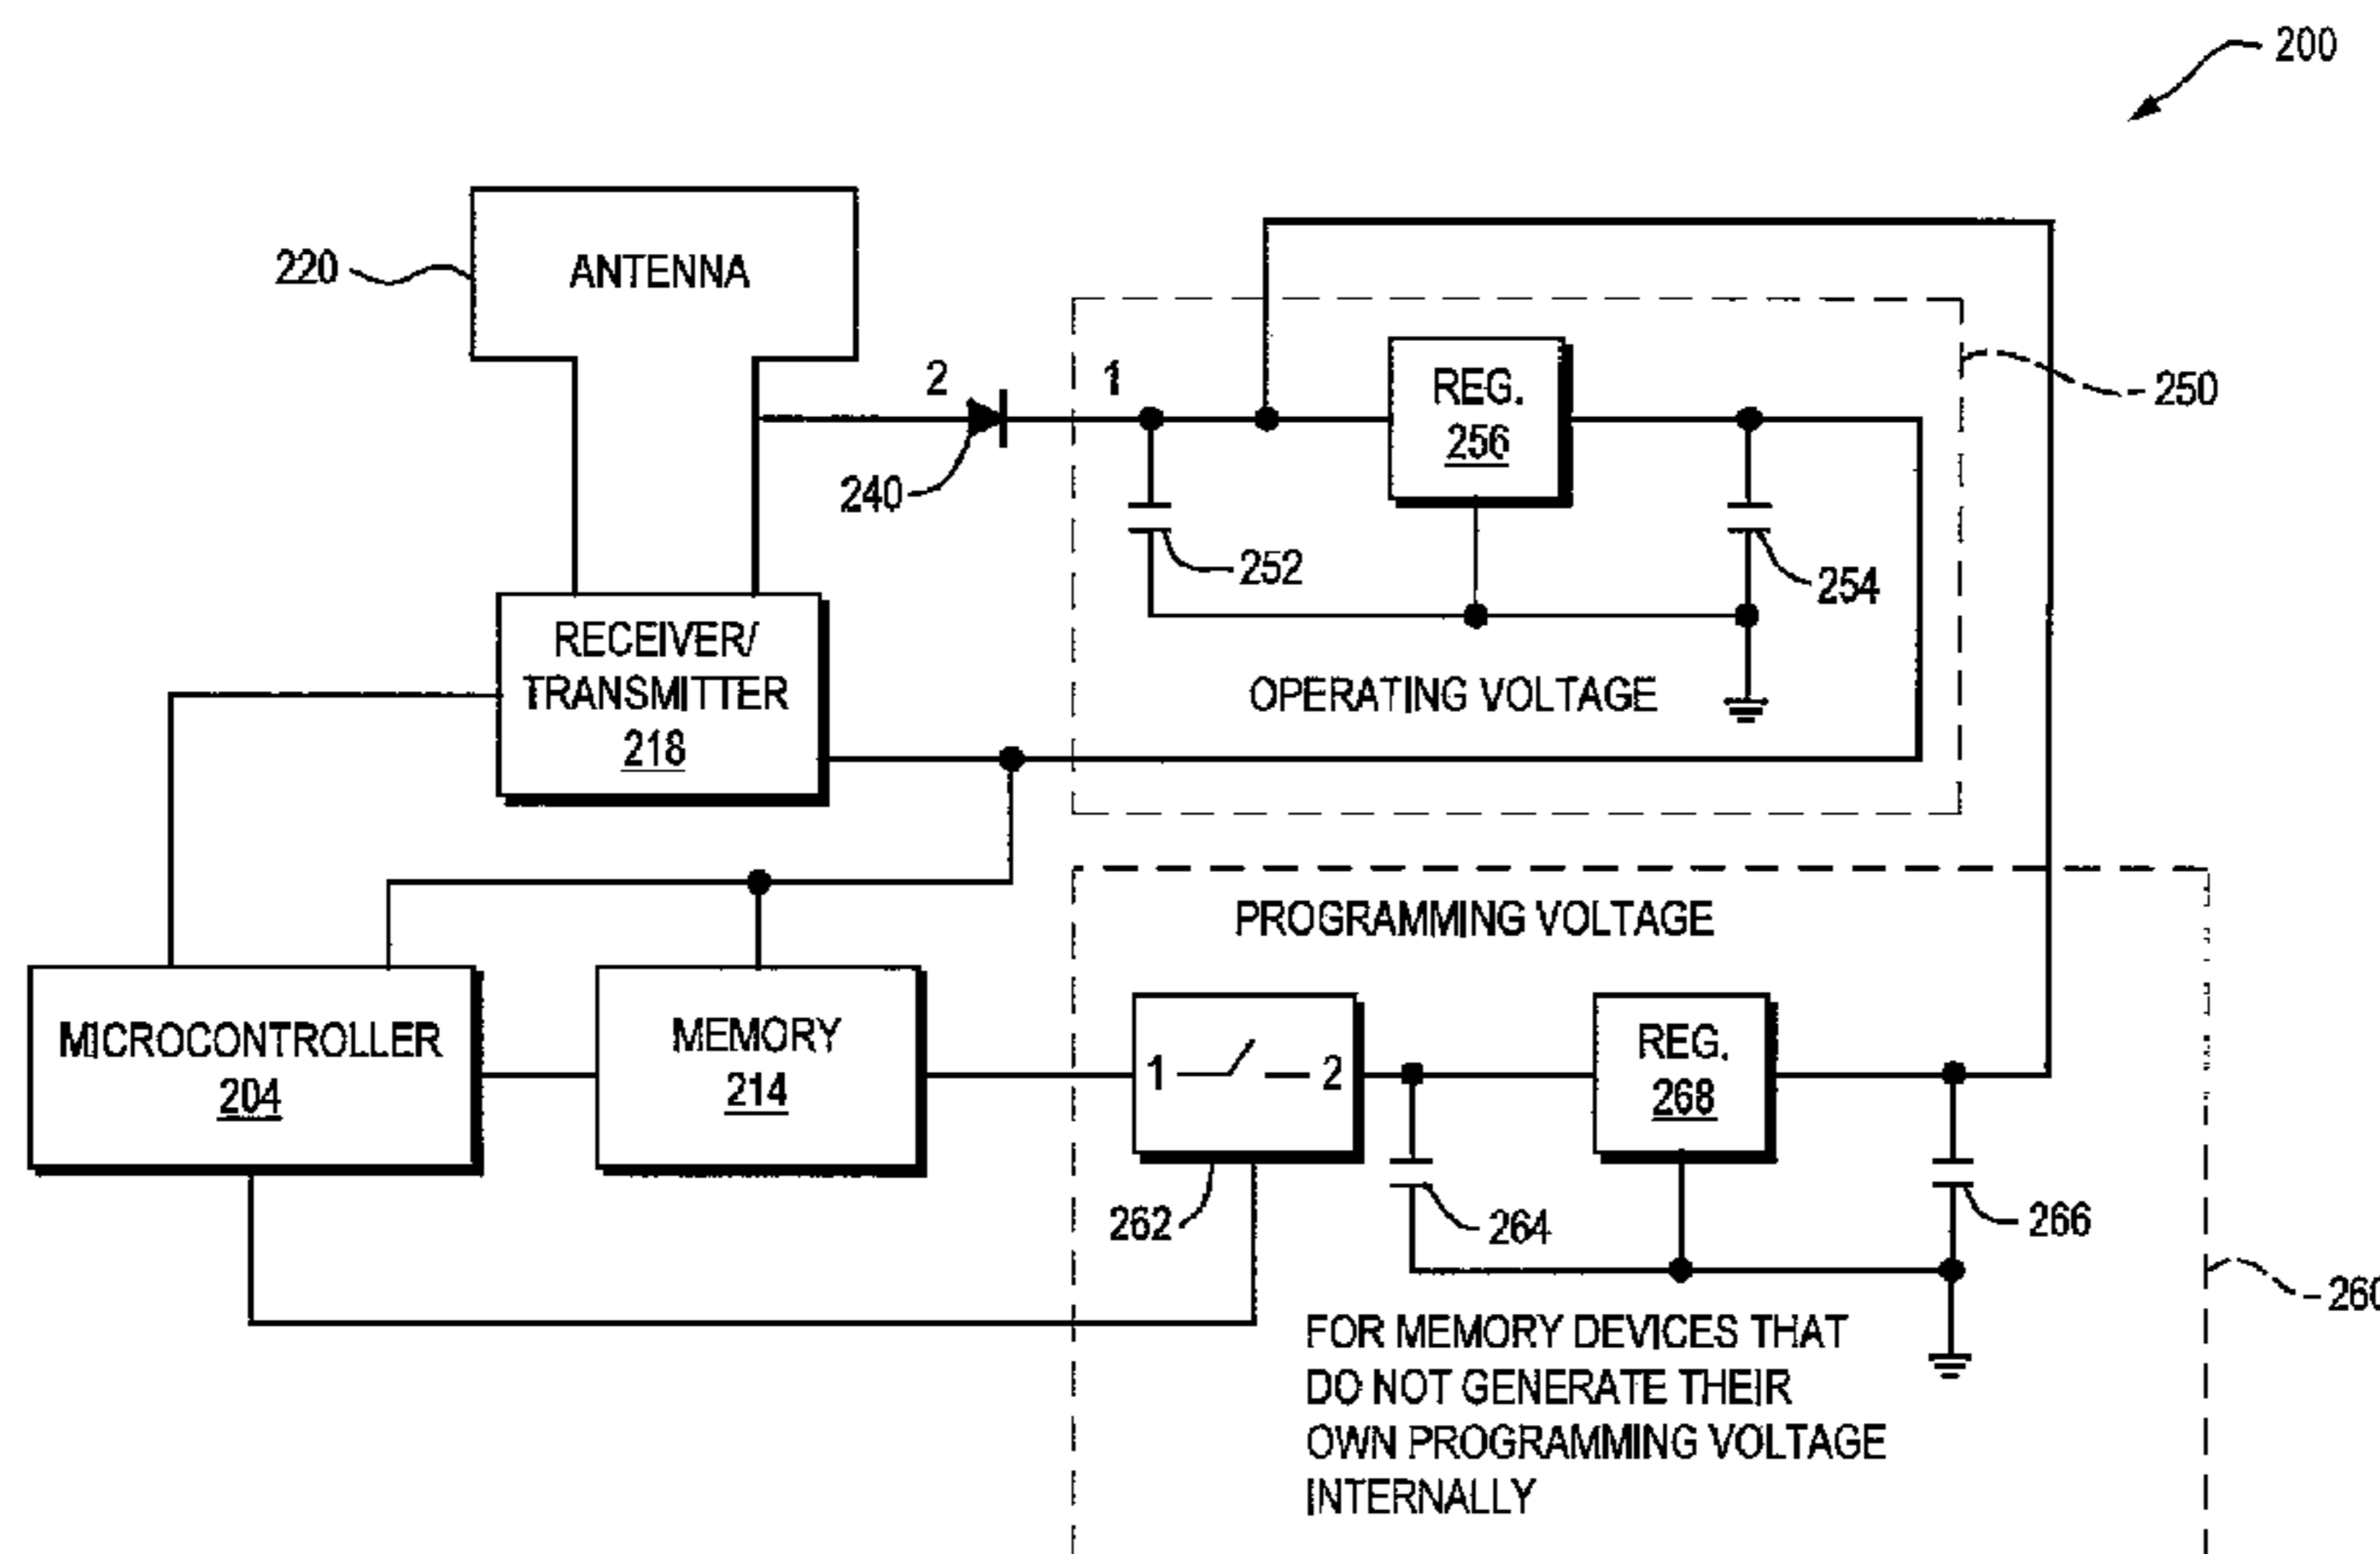 200
220
ANTENNA
2
1
240
REG.
256
250
252
254
RECEIVER/
TRANSMITTER
218
OPERATING VOLTAGE
PROGRAMMING VOLTAGE
MICROCONTROLLER
204
MEMORY
214
1
2
REG.
268
262
264
266
260
FOR MEMORY DEVICES THAT
DO NOT GENERATE THEIR
OWN PROGRAMMING VOLTAGE
INTERNALLY